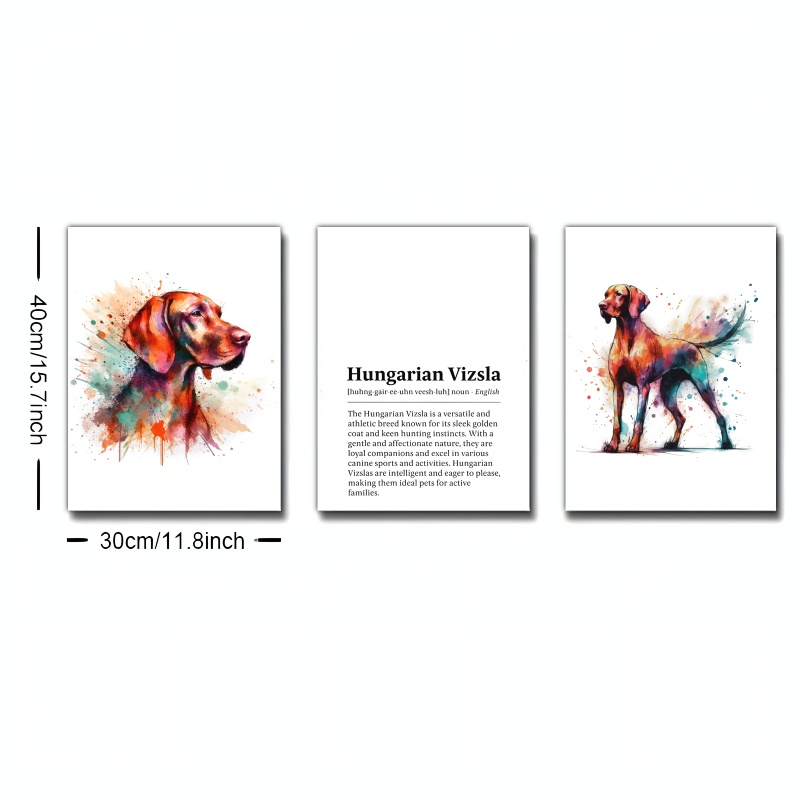 40cm/15.7inch
Hungarian Vizsla
[huhng-gair-ee-uhn veesh-luh] noun · English
The Hungarian Vizsla is a versatile and
athletic breed known for its sleek golden
coat and keen hunting instincts. With a
gentle and affectionate nature, they are
loyal companions and excel in various
canine sports and activities. Hungarian
Vizslas are intelligent and eager to please,
making them ideal pets for active
families.
30cm/11.8inch